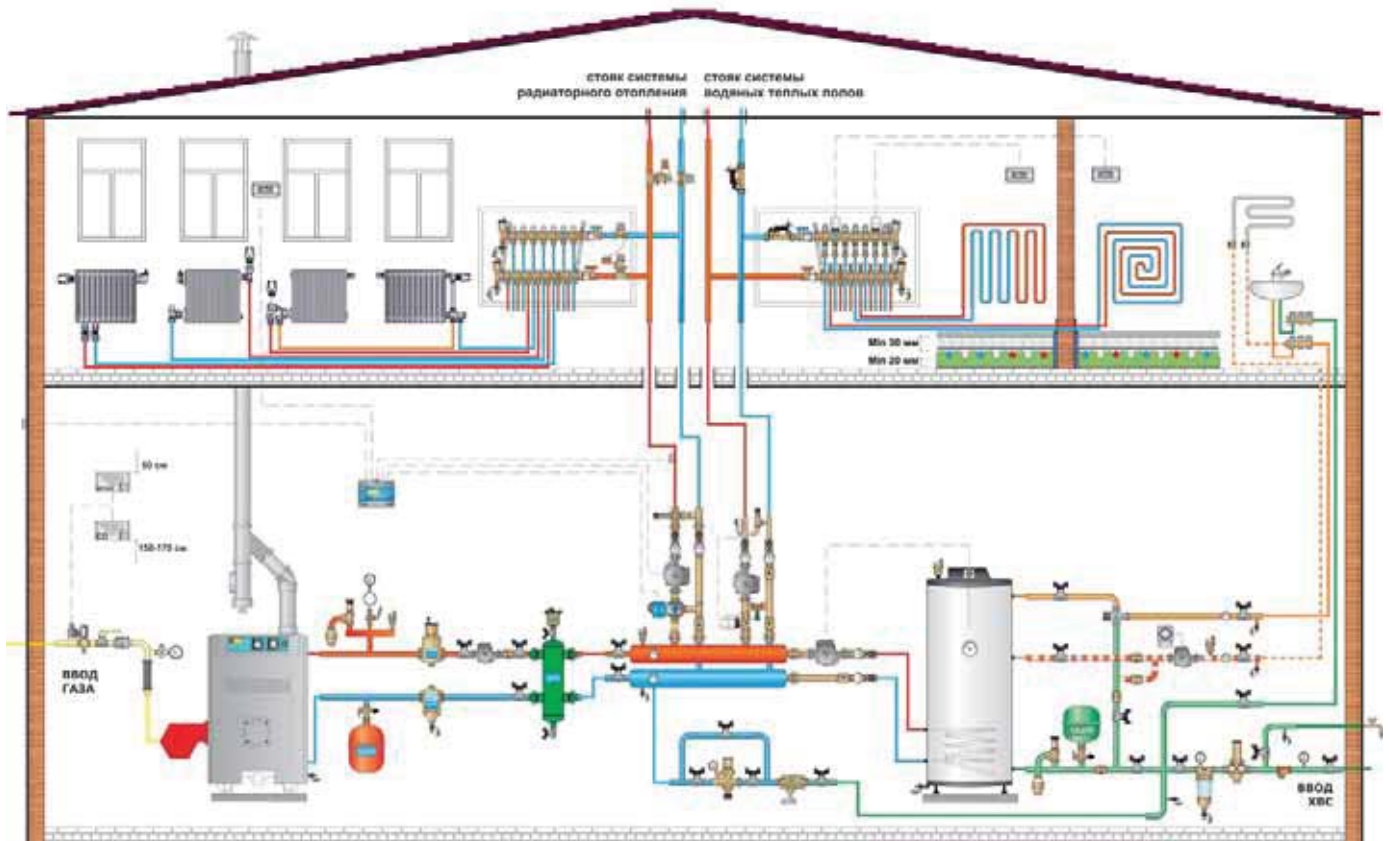 стояк системы
радиаторного отопления
стояк системы
водяных теплых полов
Min 30 мм
Min 20 мм
50 см
150-170 см
ВВОД
ГАЗА
ВВОД
ХВС